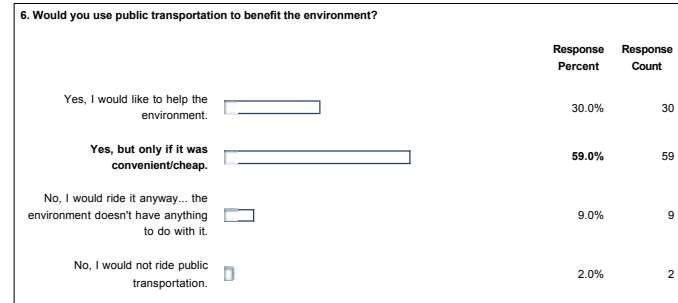 6. Would you use public transportation to benefit the environment?
Response Percent
Response Count
Yes, I would like to help the
environment.
30.0%
30
Yes, but only if it was
convenient/cheap.
59.0%
59
No, I would ride it anyway... the
environment doesn't have anything
to do with it.
9.0%
9
No, I would not ride public
transportation.
2.0%
2